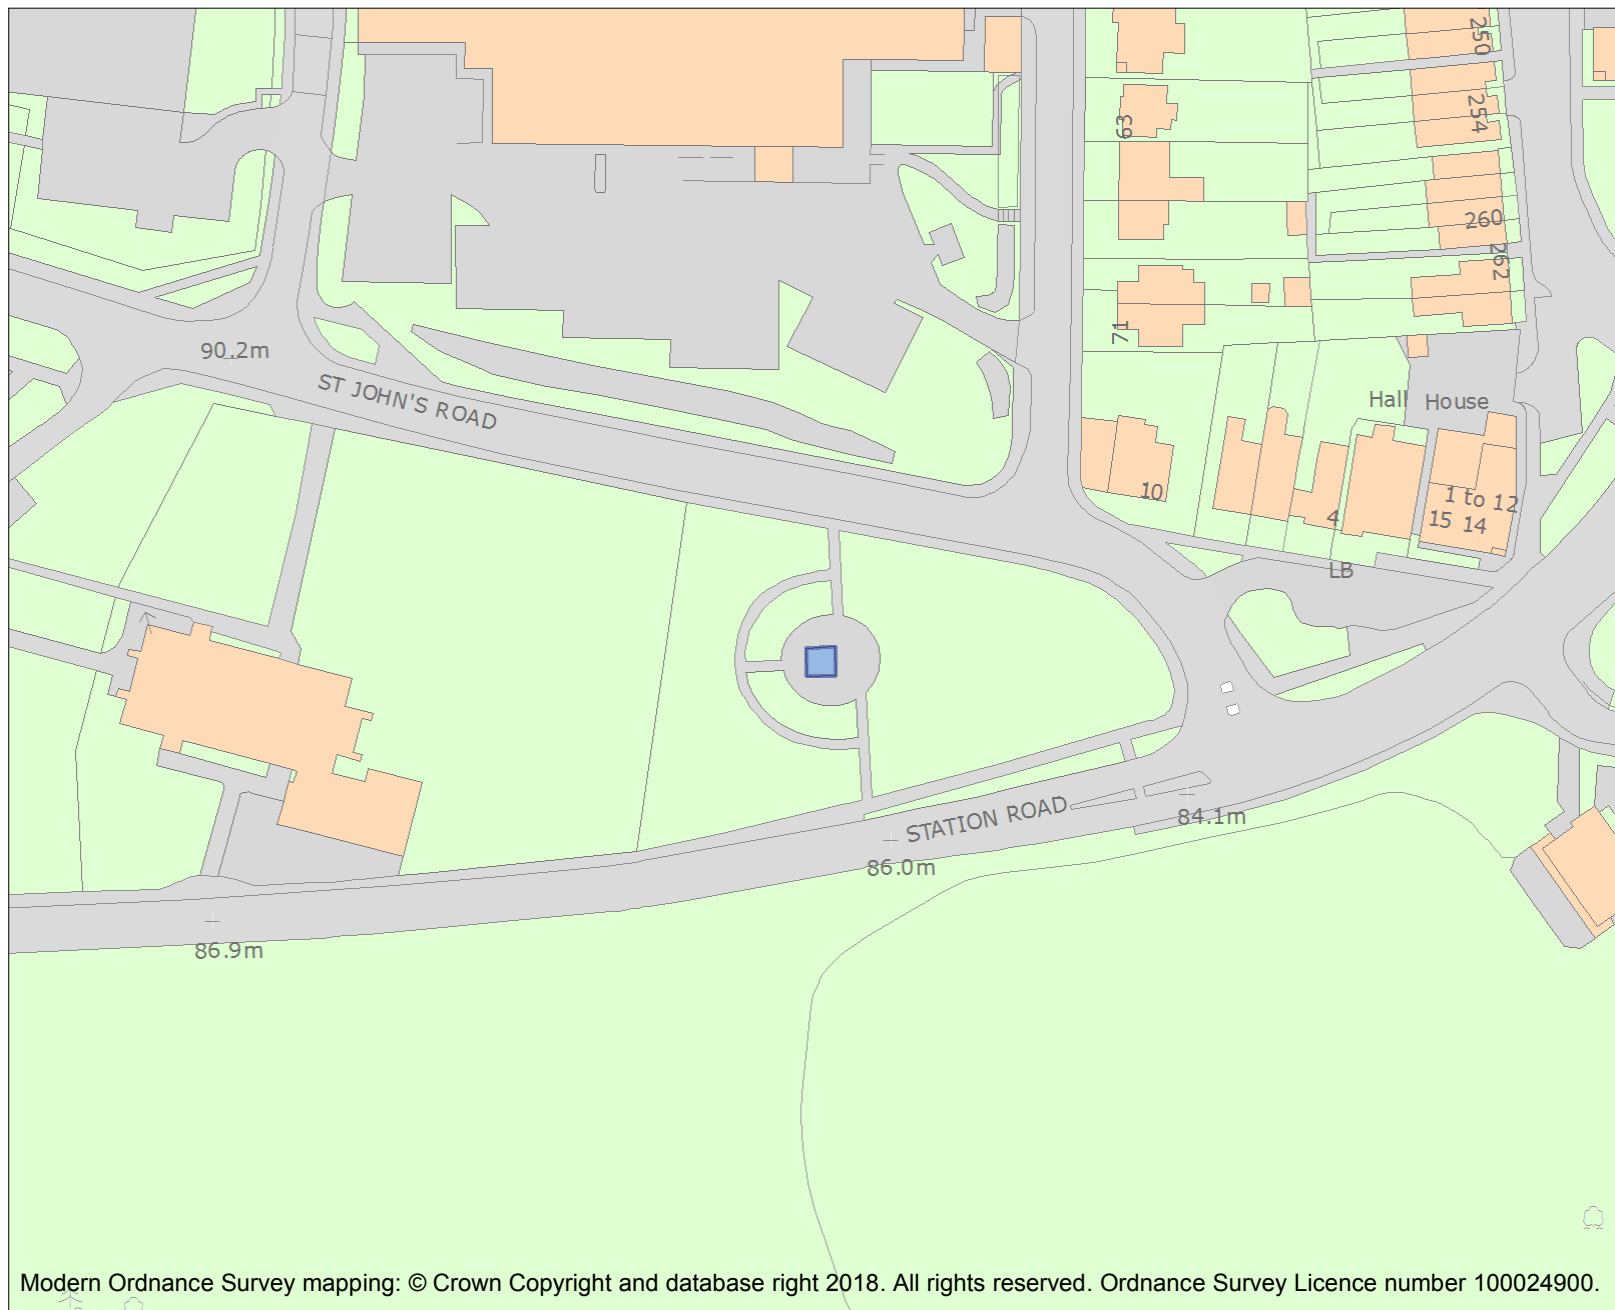 250
254
63
260
262
71
90.2m
ST JOHN'S ROAD
Hall House
10
4
1 to 12
15 14
LB
STATION ROAD
84.1m
86.0m
86.9m
Modern Ordnance Survey mapping: © Crown Copyright and database right 2018. All rights reserved. Ordnance Survey Licence number 100024900.